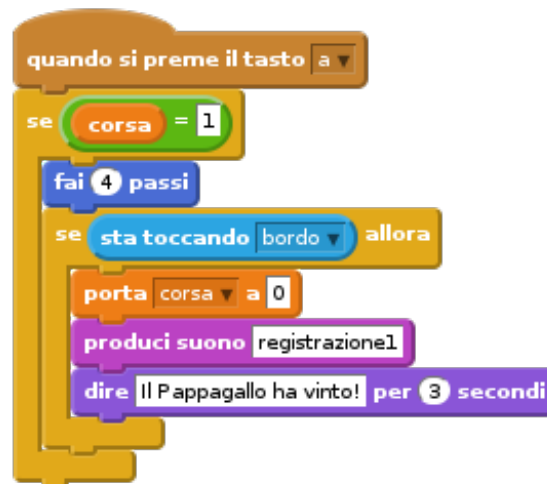 quando si preme il tasto a
se corsa = 1
fai 4 passi
se sta toccando bordo allora
porta corsa a 0
produci suono registrazione1
dire Il Pappagallo ha vinto! per 3 secondi